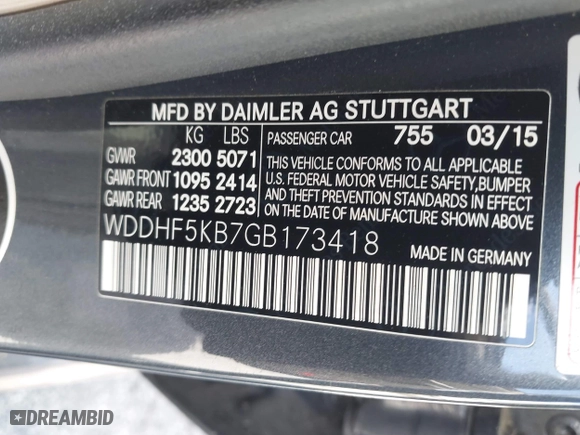 MFD BY DAIMLER AG STUTTGART
KG LBS PASSENGER CAR 755 03/15
GVWR 2300 5071
GAWR FRONT 1095 2414
GAWR REAR 1235 2723
THIS VEHICLE CONFORMS TO ALL APPLICABLE
U.S. FEDERAL MOTOR VEHICLE SAFETY, BUMPER
AND THEFT PREVENTION STANDARDS IN EFFECT
ON THE DATE OF MANUFACTURE SHOWN ABOVE.
WDDHF5KB7GB173418 MADE IN GERMANY
DREAMBID